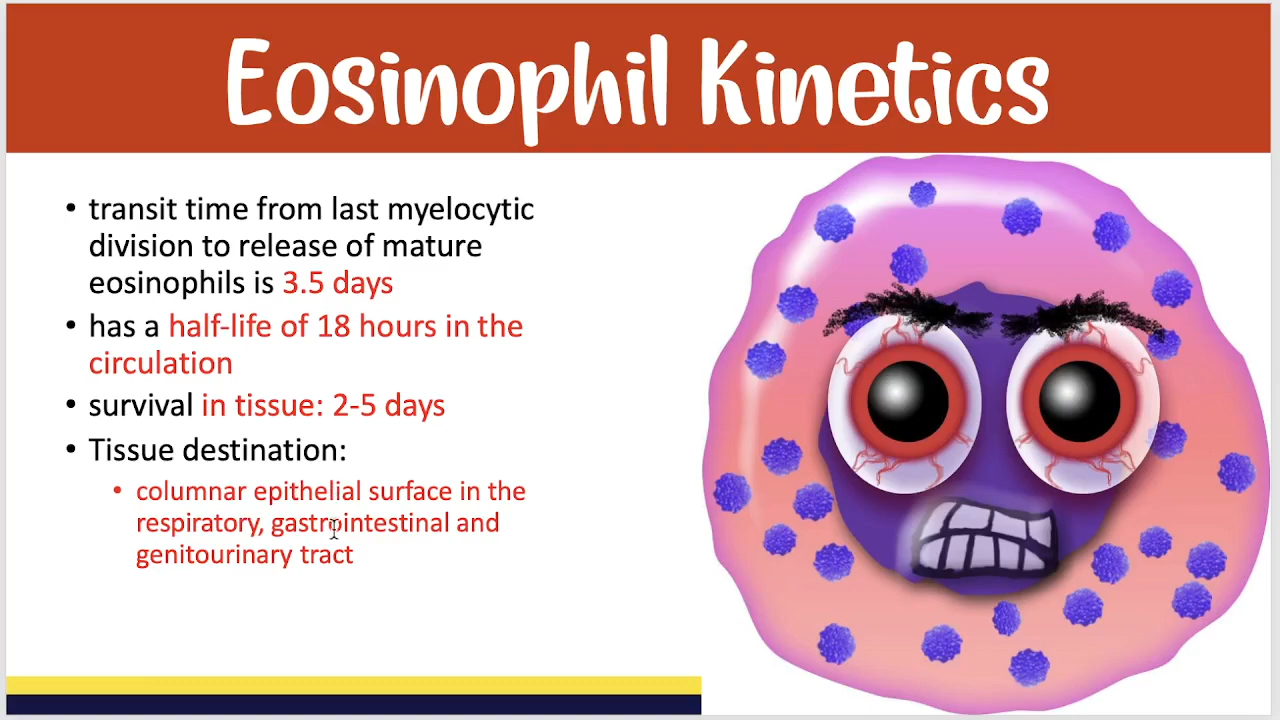 Eosinophil Kinetics
• transit time from last myelocytic
division to release of mature
eosinophils is 3.5 days
• has a half-life of 18 hours in the
circulation
• survival in tissue: 2-5 days
• Tissue destination:
• columnar epithelial surface in the
respiratory, gastrointestinal and
genitourinary tract